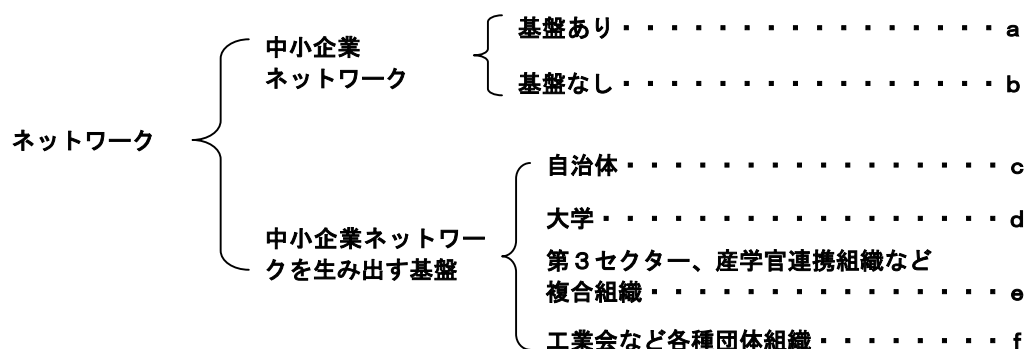 ネットワーク
中小企業
ネットワーク
基盤あり・・・・・・・・・・・・・・・・a
基盤なし・・・・・・・・・・・・・・・・b
中小企業ネットワー
クを生み出す基盤
自治体・・・・・・・・・・・・・・・・c
大学・・・・・・・・・・・・・・・・・d
第３セクター、産学官連携組織など
複合組織・・・・・・・・・・・・・・・e
工業会など各種団体組織・・・・・・・・f